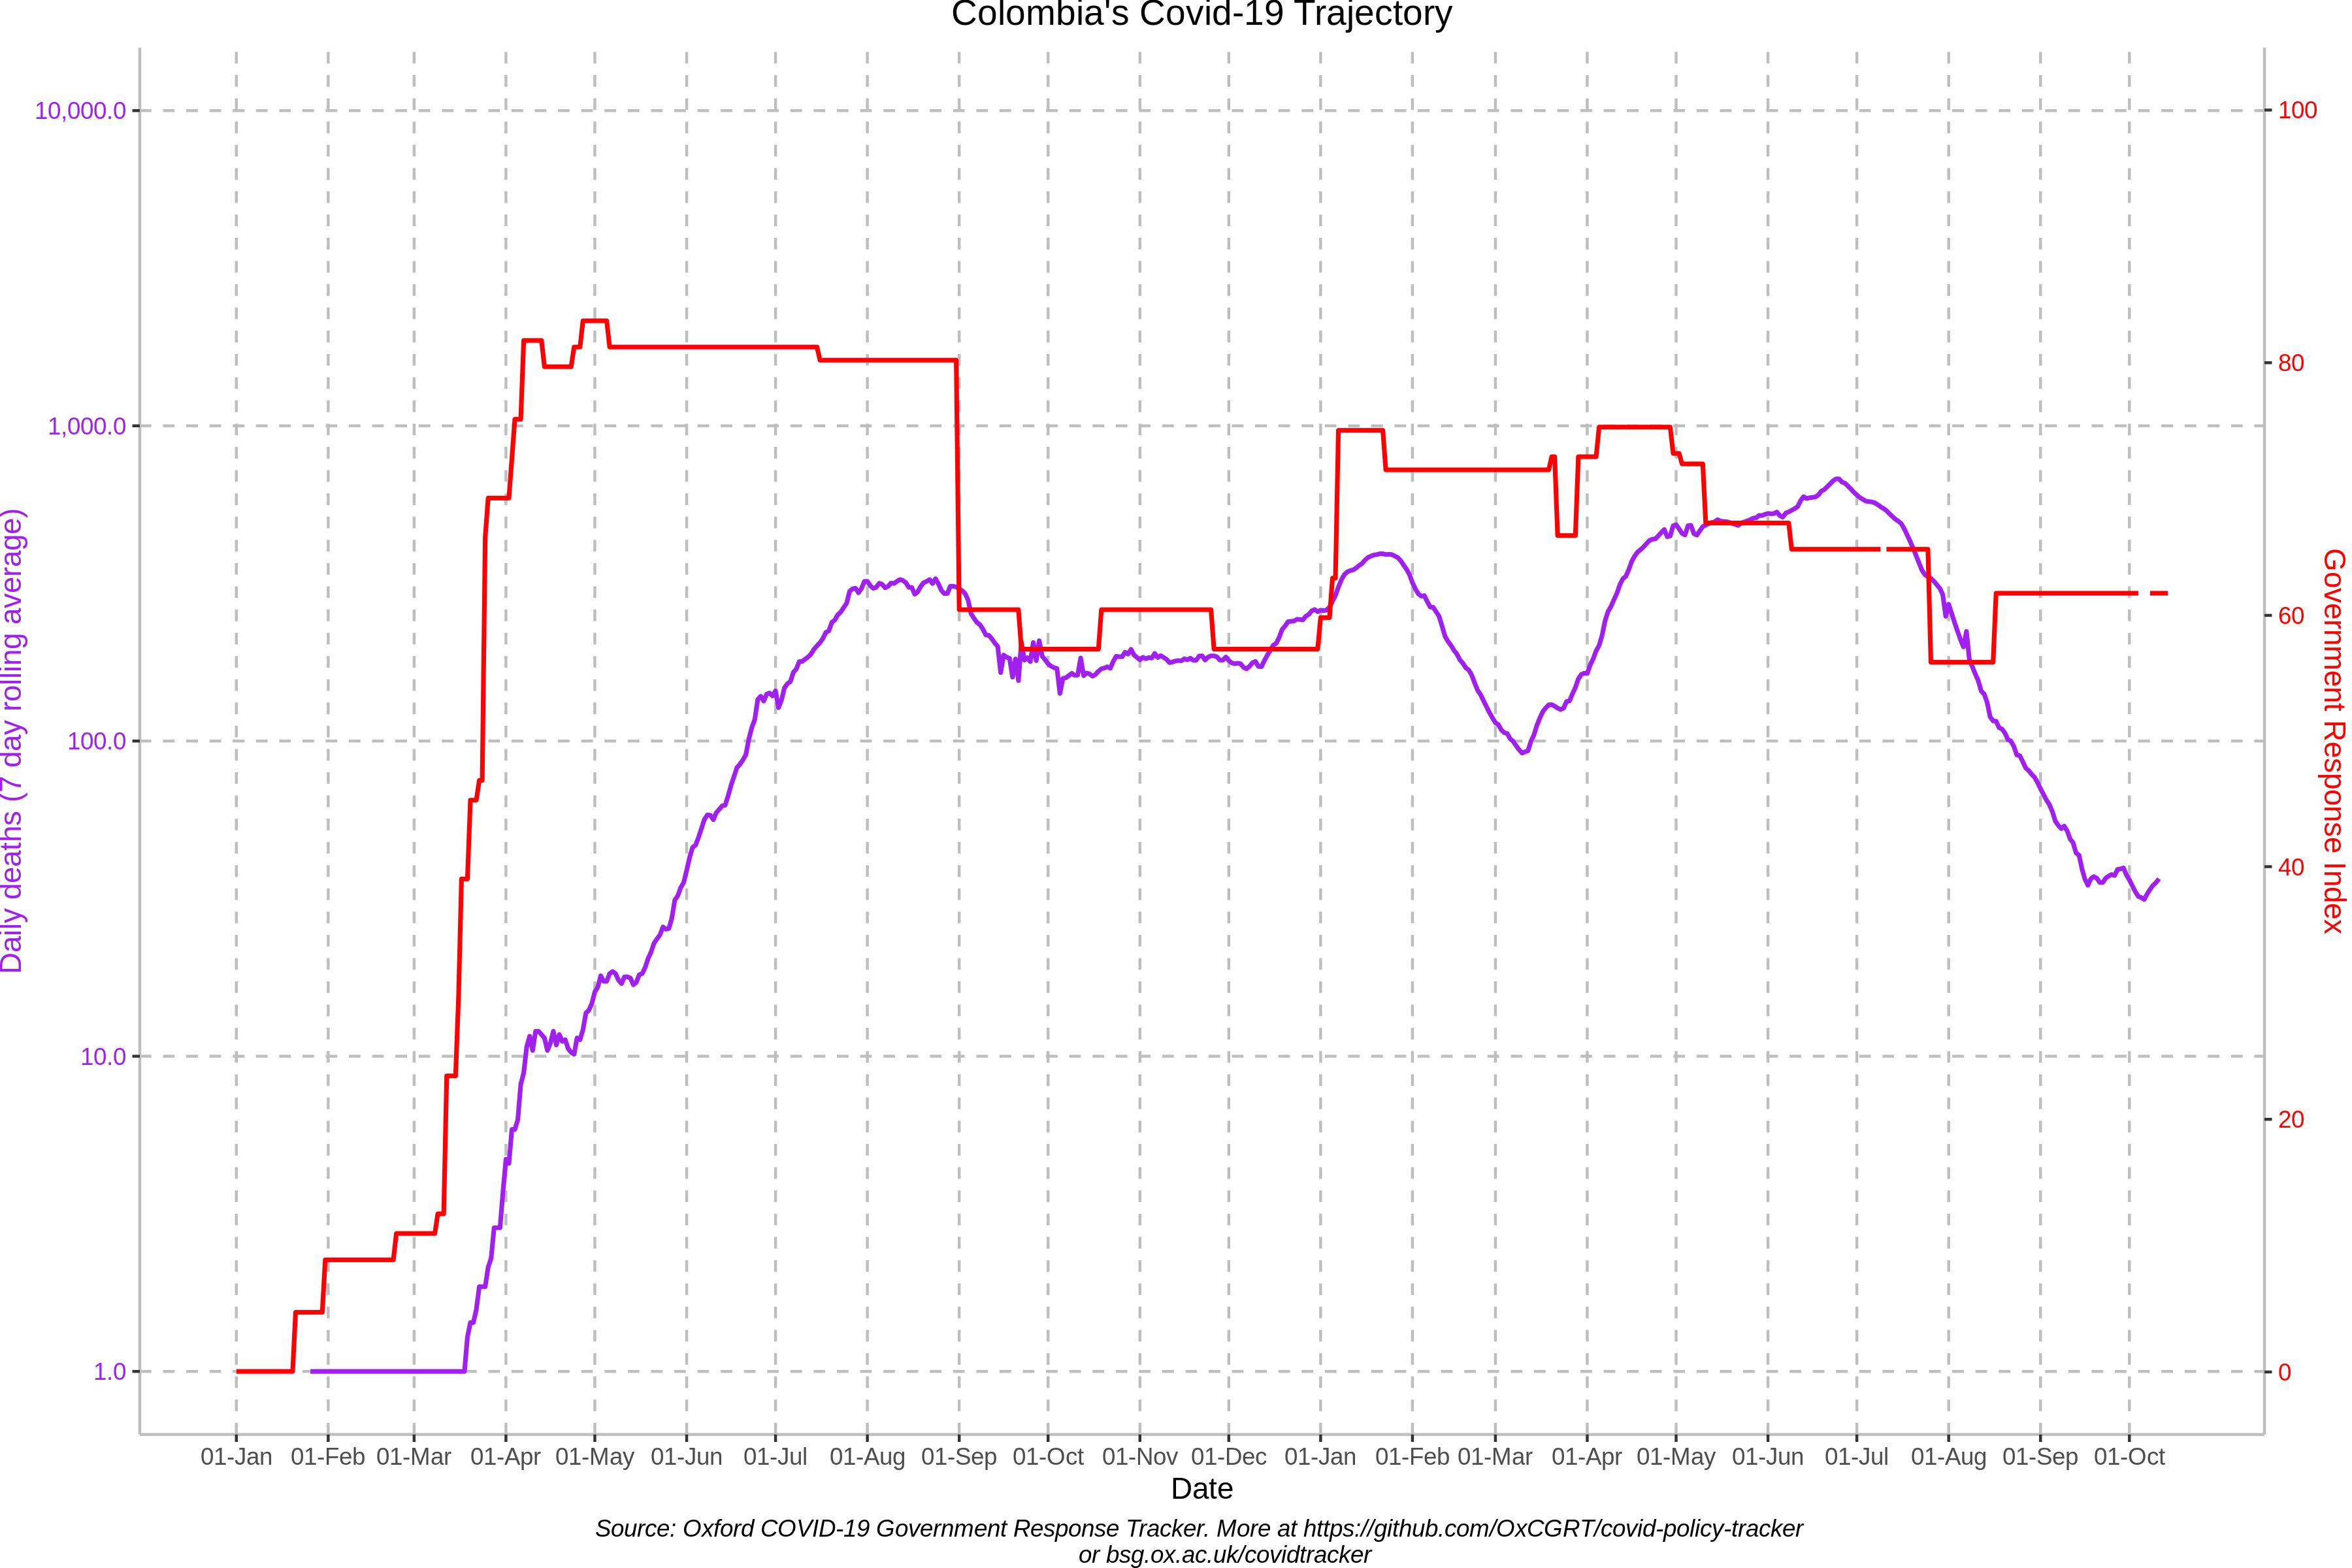 Colombia's Covid-19 Trajectory
10,000.0
1,000.0
100.0
10.0
1.0
Daily deaths (7 day rolling average)
100
80
60
40
20
0
Government Response Index
01-Jan 01-Feb 01-Mar 01-Apr 01-May 01-Jun 01-Jul 01-Aug 01-Sep 01-Oct 01-Nov 01-Dec 01-Jan 01-Feb 01-Mar 01-Apr 01-May 01-Jun 01-Jul 01-Aug 01-Sep 01-Oct
Date
Source: Oxford COVID-19 Government Response Tracker. More at https://github.com/OxCGRT/covid-policy-tracker
or bsg.ox.ac.uk/covidtracker